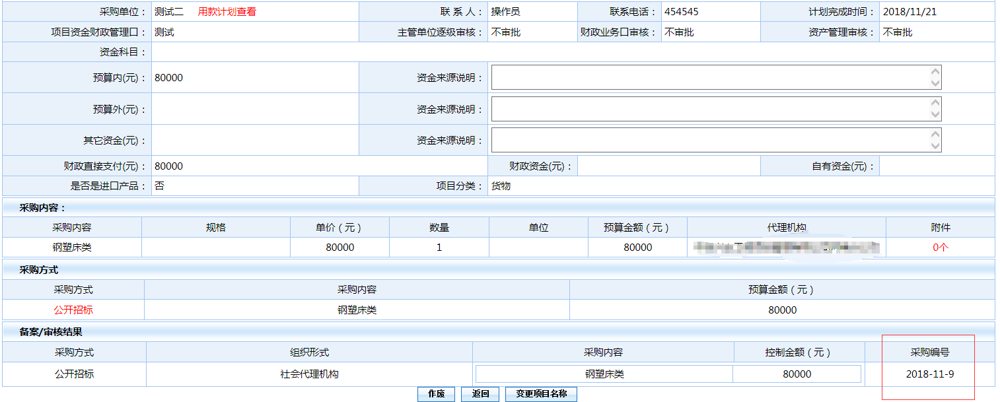 采购单位： 测试二 用款计划查看 联 系 人： 操作员 联系电话： 454545 计划完成时间： 2018/11/21
项目资金财政管理口： 测试 主管单位逐级审核： 不审批 财政业务口审核： 不审批 资产管理审核： 不审批
资金科目：
预算内(元)： 80000 资金来源说明：
预算外(元)： 资金来源说明：
其它资金(元)： 资金来源说明：
财政直接支付(元)： 80000 财政资金(元)： 自有资金(元)：
是否是进口产品： 否 项目分类： 货物
采购内容：
采购内容 规格 单价（元） 数量 单位 预算金额（元） 代理机构 附件
钢塑床类 80000 1 80000 0个
采购方式
采购方式 采购内容 预算金额（元）
公开招标 钢塑床类 80000
备案/审核结果
采购方式 组织形式 采购内容 控制金额（元） 采购编号
公开招标 社会代理机构 钢塑床类 80000 2018-11-9
作废 返回 变更项目名称